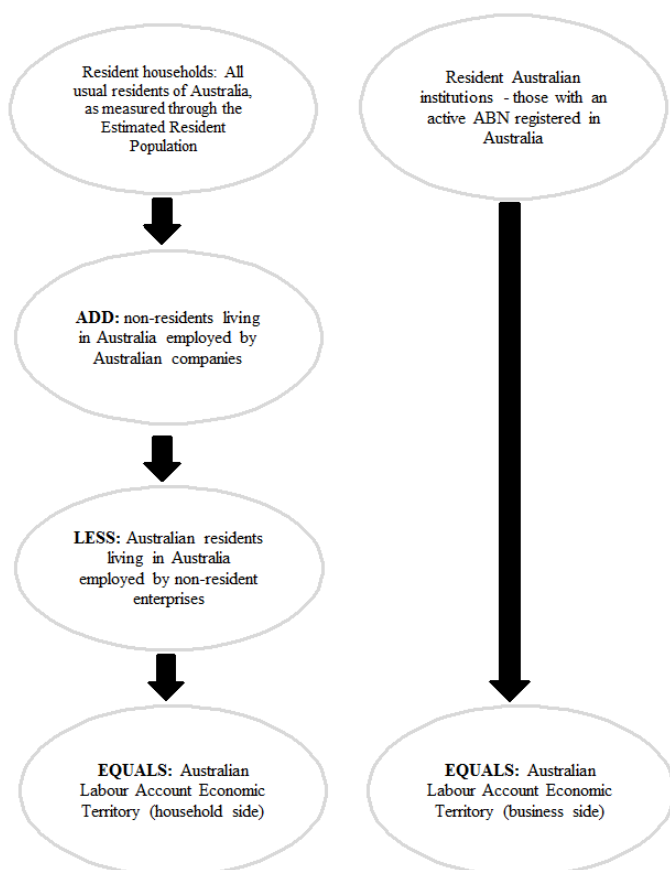 Resident households: All
usual residents of Australia,
as measured through the
Estimated Resident
Population
ADD: non-residents living
in Australia employed by
Australian companies
LESS: Australian residents
living in Australia
employed by non-resident
enterprises
EQUALS: Australian
Labour Account Economic
Territory (household side)
Resident Australian
institutions - those with an
active ABN registered in
Australia
EQUALS: Australian
Labour Account Economic
Territory (business side)